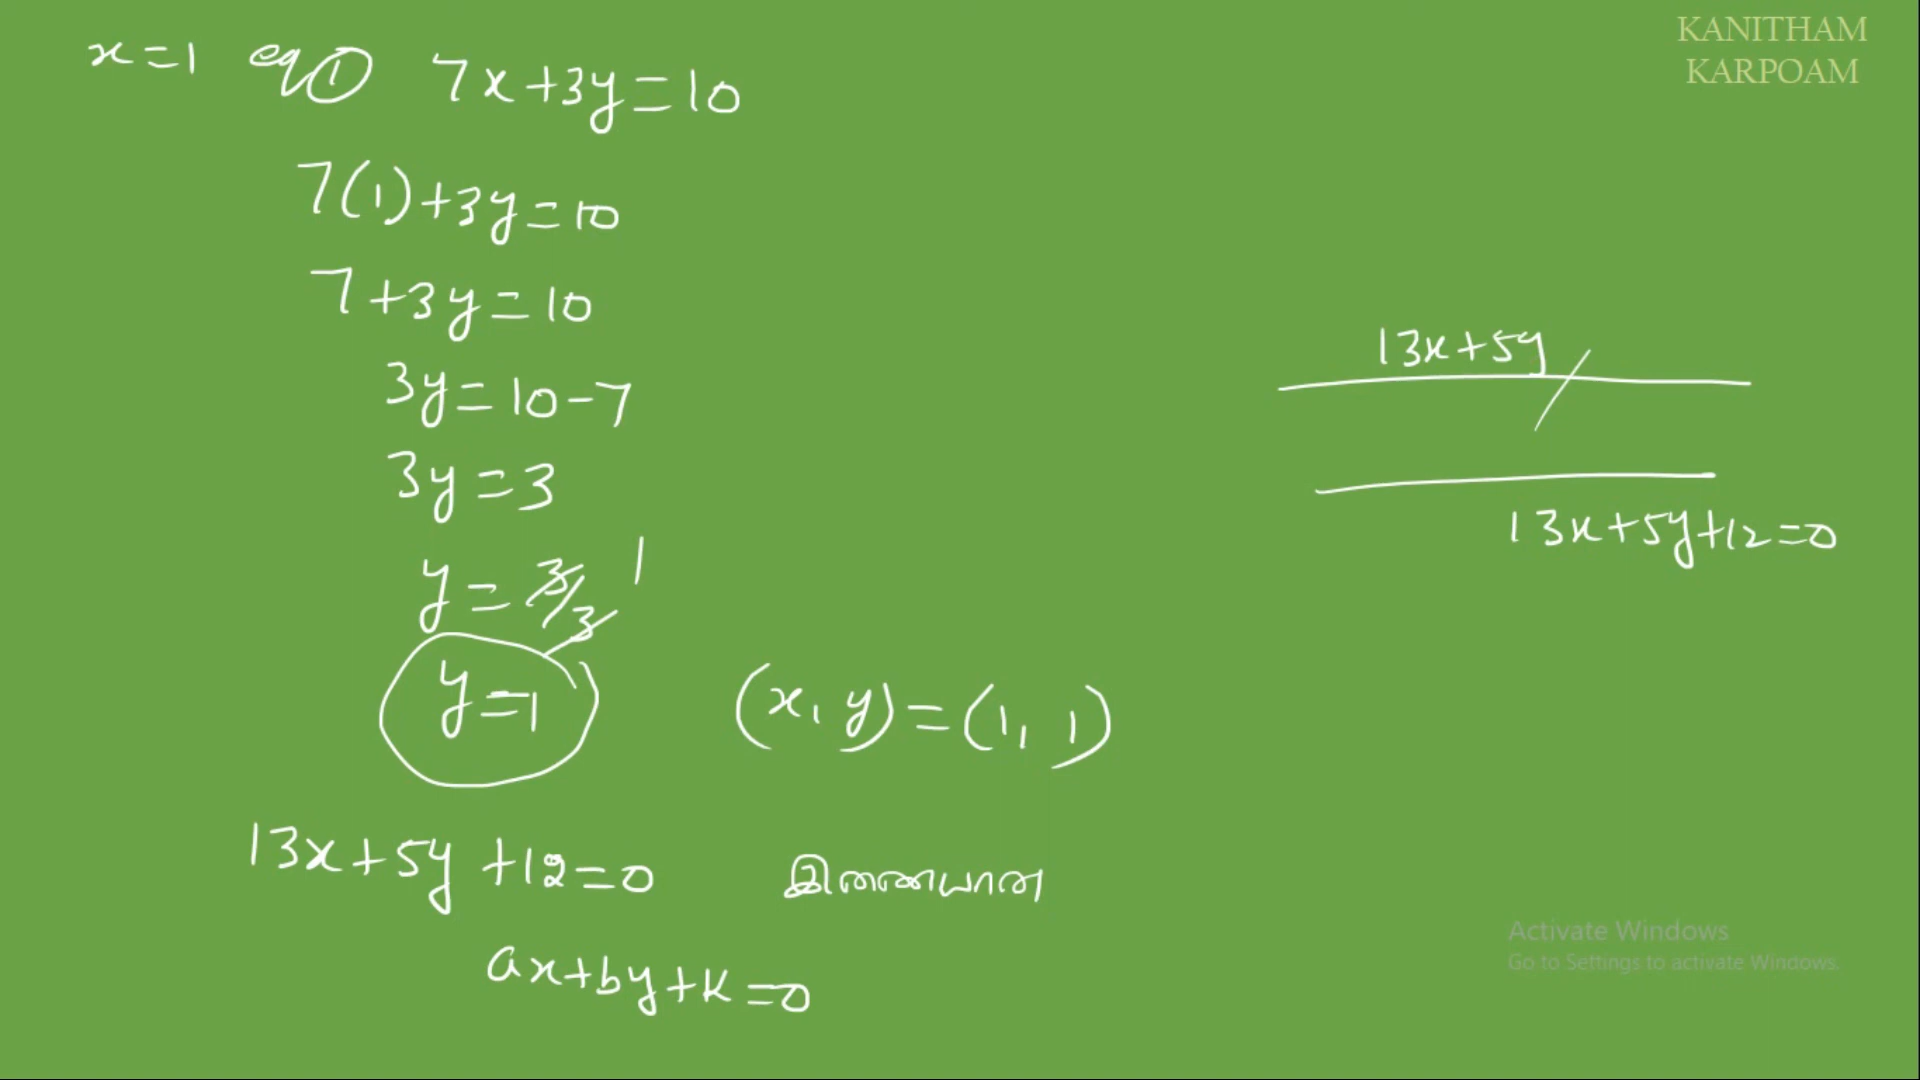 KANITHAM
KARPOAM
x=1 eq① 7x+3y=10
7(1)+3y=10
7+3y=10
3y=10-7
3y=3
y=3/3 1
y=1
(x, y)=(1, 1)
13x+5y
13x+5y+12=0
13x+5y+12=0 இணையான
ax+by+k=0
Activate Windows
Go to Settings to activate Windows.